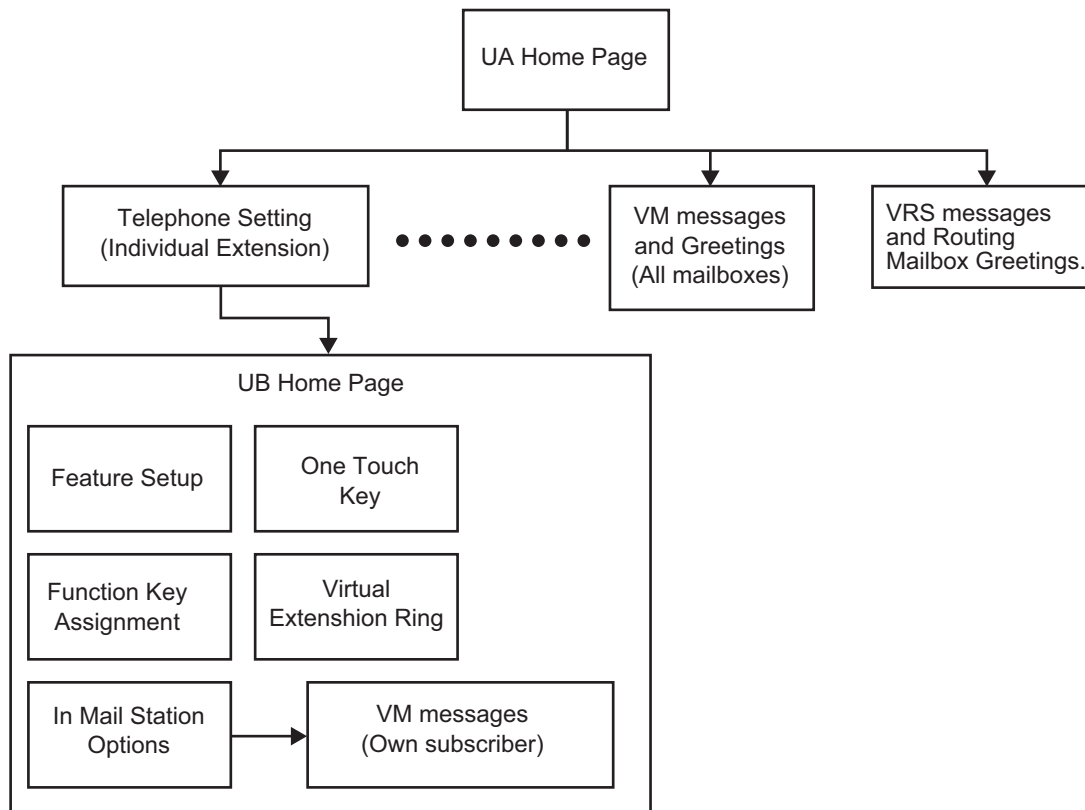 UA Home Page
Telephone Setting
(Individual Extension)
VM messages
and Greetings
(All mailboxes)
VRS messages
and Routing
Mailbox Greetings.
UB Home Page
Feature Setup
One Touch
Key
Function Key
Assignment
Virtual
Extenshion Ring
In Mail Station
Options
VM messages
(Own subscriber)